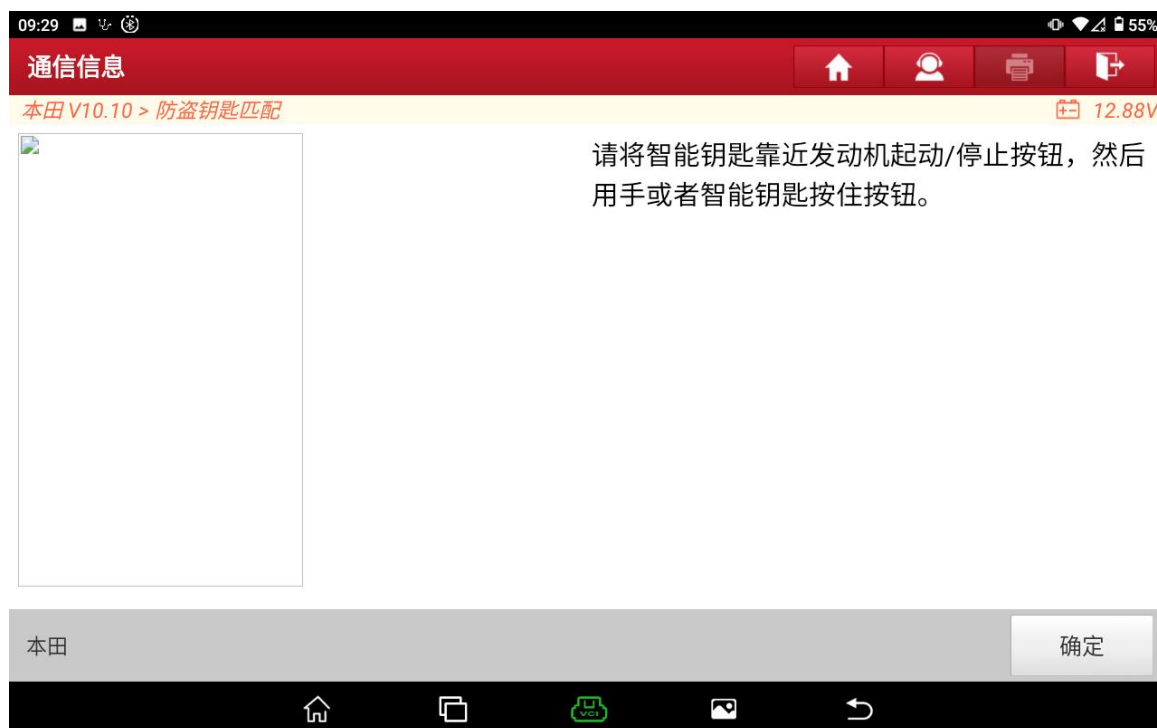 09:29
55%
通信信息
本田 V10.10 > 防盗钥匙匹配
12.88V
请将智能钥匙靠近发动机起动/停止按钮，然后
用手或者智能钥匙按住按钮。
本田
确定
VCI